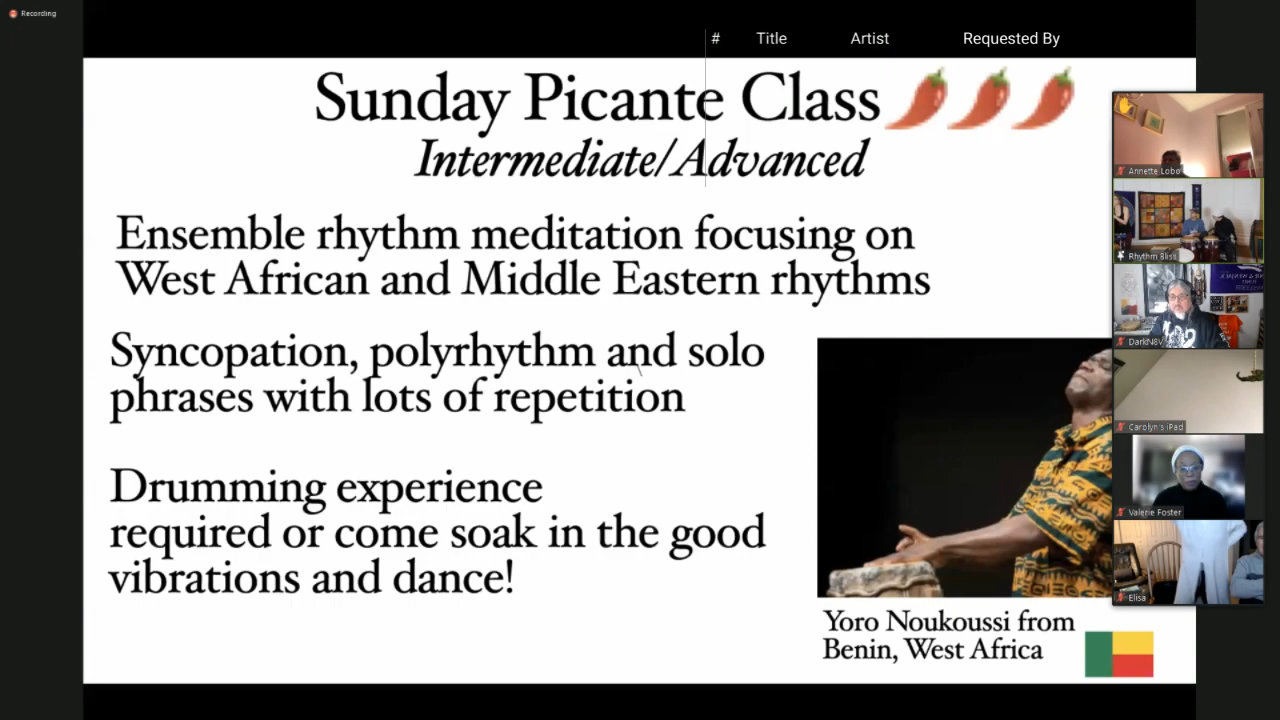 Recording
# Title Artist Requested By
Sunday Picante Class
Intermediate/Advanced
Ensemble rhythm meditation focusing on
West African and Middle Eastern rhythms
Syncopation, polyrhythm and solo
phrases with lots of repetition
Drumming experience
required or come soak in the good
vibrations and dance!
Yoro Noukoussi from
Benin, West Africa
Annette Lobo
Rhythm Bliss
DarkN8V
Carolyn's iPad
Valerie Foster
Elisa